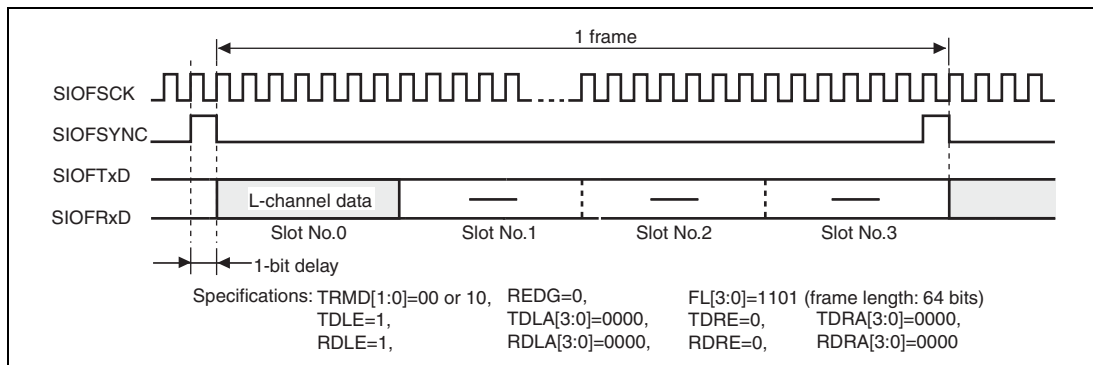 1 frame
SIOFSCK
SIOFSYNC
SIOFTxD
L-channel data
SIOFRxD
Slot No.0 Slot No.1 Slot No.2 Slot No.3
1-bit delay
Specifications: TRMD[1:0]=00 or 10, REDG=0, FL[3:0]=1101 (frame length: 64 bits)
TDLE=1, TDLA[3:0]=0000, TDRE=0, TDRA[3:0]=0000,
RDLE=1, RDLA[3:0]=0000, RDRE=0, RDRA[3:0]=0000